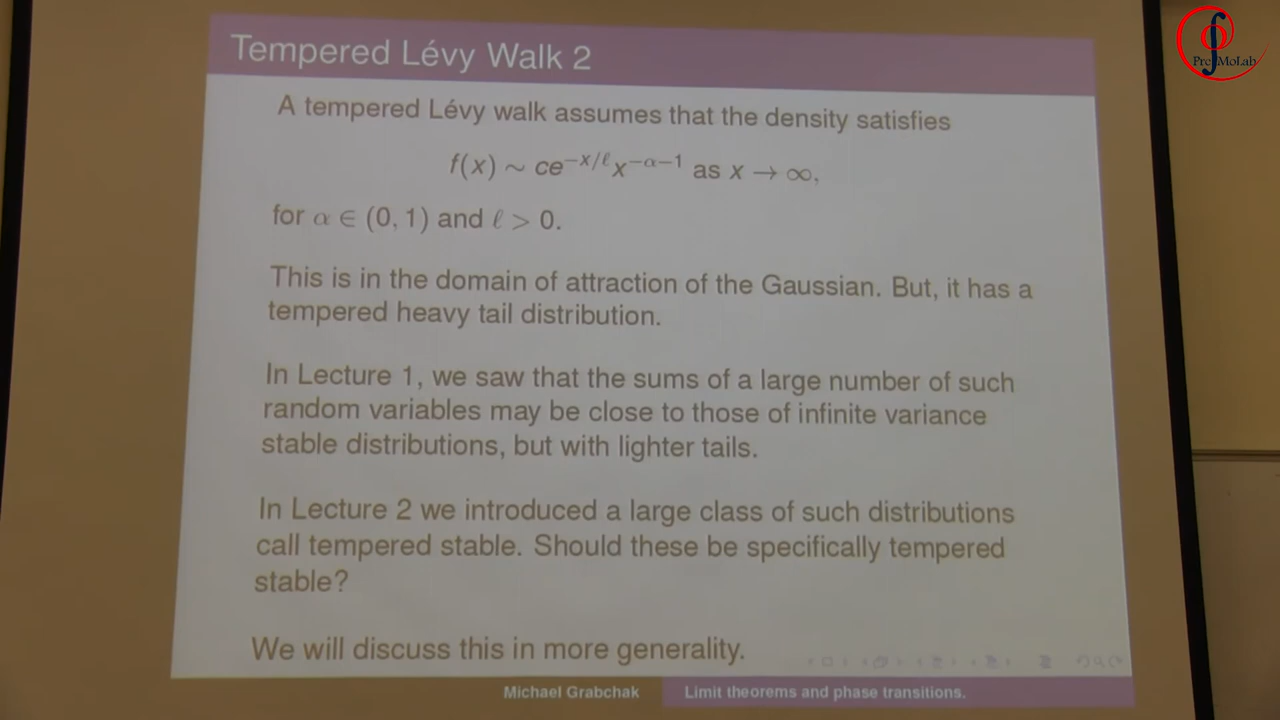 PreMoLab
Tempered Lévy Walk 2
A tempered Lévy walk assumes that the density satisfies
f(x) ∼ ce^{−x/ℓ}x^{−α−1} as x → ∞,
for α ∈ (0, 1) and ℓ > 0.
This is in the domain of attraction of the Gaussian. But, it has a
tempered heavy tail distribution.
In Lecture 1, we saw that the sums of a large number of such
random variables may be close to those of infinite variance
stable distributions, but with lighter tails.
In Lecture 2 we introduced a large class of such distributions
call tempered stable. Should these be specifically tempered
stable?
We will discuss this in more generality.
Michael Grabchak Limit theorems and phase transitions.